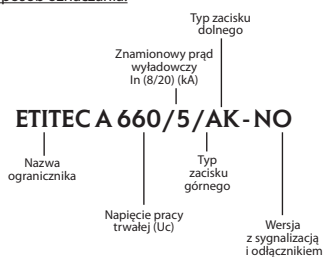 posób oznaczania:
Typ zacisku
dolnego
Znamionowy prąd
wyładowczy
In (8/20) (kA)
ETITEC A 660/5/AK-NO
Nazwa
ogranicznika
Typ
zacisku
górnego
Napięcie pracy
trwałej (Uc)
Wersja
z sygnalizacją
i odłącznikiem